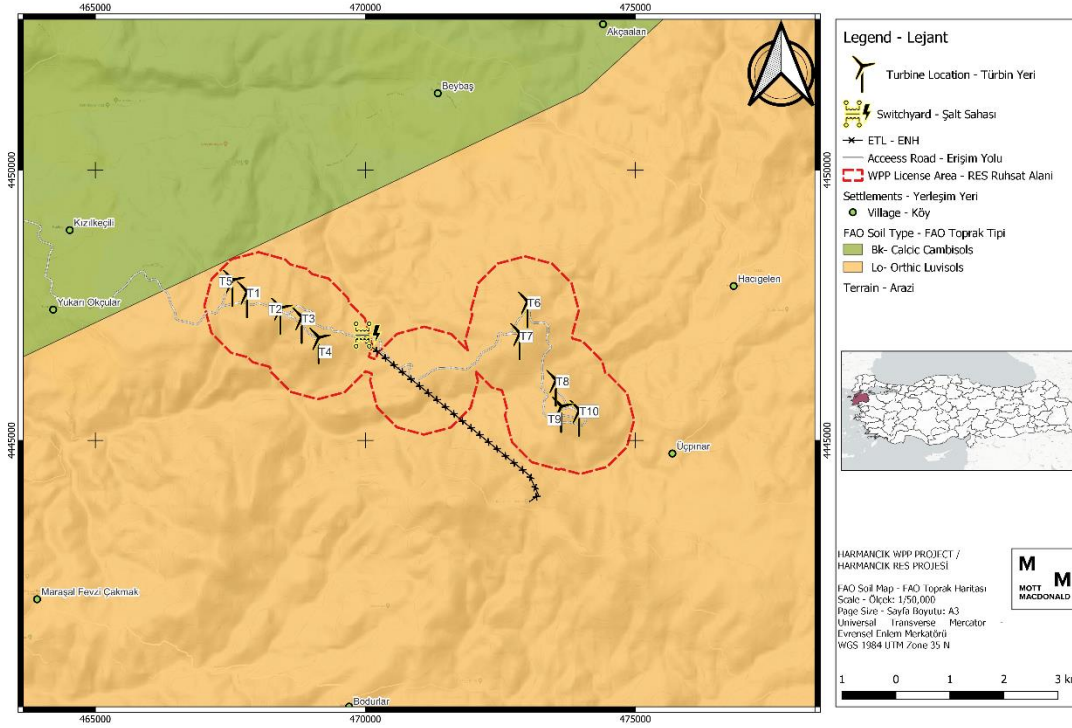 465000
470000
475000
Akçaalan
Beybaş
4450000
4450000
Kızılkeçili
Hacıgelen
Yukarı Okçular
T5
T1
T2
T3
T4
T6
T7
T8
T9
T10
4445000
4445000
Üçpınar
Maraşal Fevzi Çakmak
Bodurlar
465000
470000
475000
Legend - Lejant
Turbine Location - Türbin Yeri
Switchyard - Şalt Sahası
ETL - ENH
Acceess Road - Erişim Yolu
WPP License Area - RES Ruhsat Alani
Settlements - Yerleşim Yeri
Village - Köy
FAO Soil Type - FAO Toprak Tipi
Bk- Calcic Cambisols
Lo- Orthic Luvisols
Terrain - Arazi
HARMANCIK WPP PROJECT /
HARMANCIK RES PROJESİ
FAO Soil Map - FAO Toprak Haritası
Scale - Ölçek: 1/50,000
Page Size - Sayfa Boyutu: A3
Universal Transverse Mercator -
Evrensel Enlem Merkatörü
WGS 1984 UTM Zone 35 N
M
M
MOTT
MACDONALD
1 0 1 2 3 km